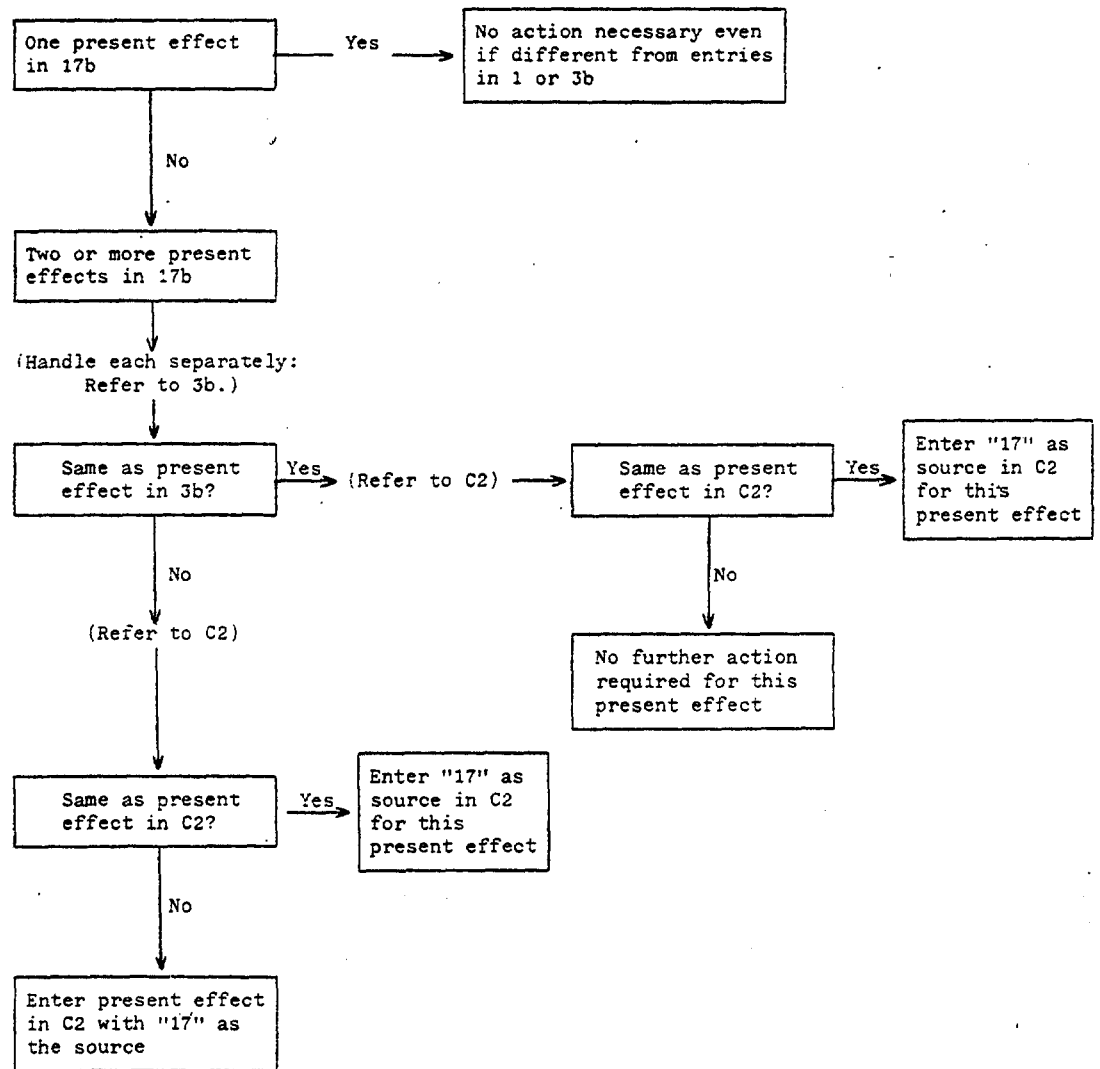 One present effect
in 17b
Yes
No action necessary even
if different from entries
in 1 or 3b
No
Two or more present
effects in 17b
(Handle each separately:
Refer to 3b.)
Same as present
effect in 3b?
Yes
(Refer to C2)
Same as present
effect in C2?
Yes
Enter "17" as
source in C2
for this
present effect
No
(Refer to C2)
No
No further action
required for this
present effect
Same as present
effect in C2?
Yes
Enter "17" as
source in C2
for this
present effect
No
Enter present effect
in C2 with "17" as
the source